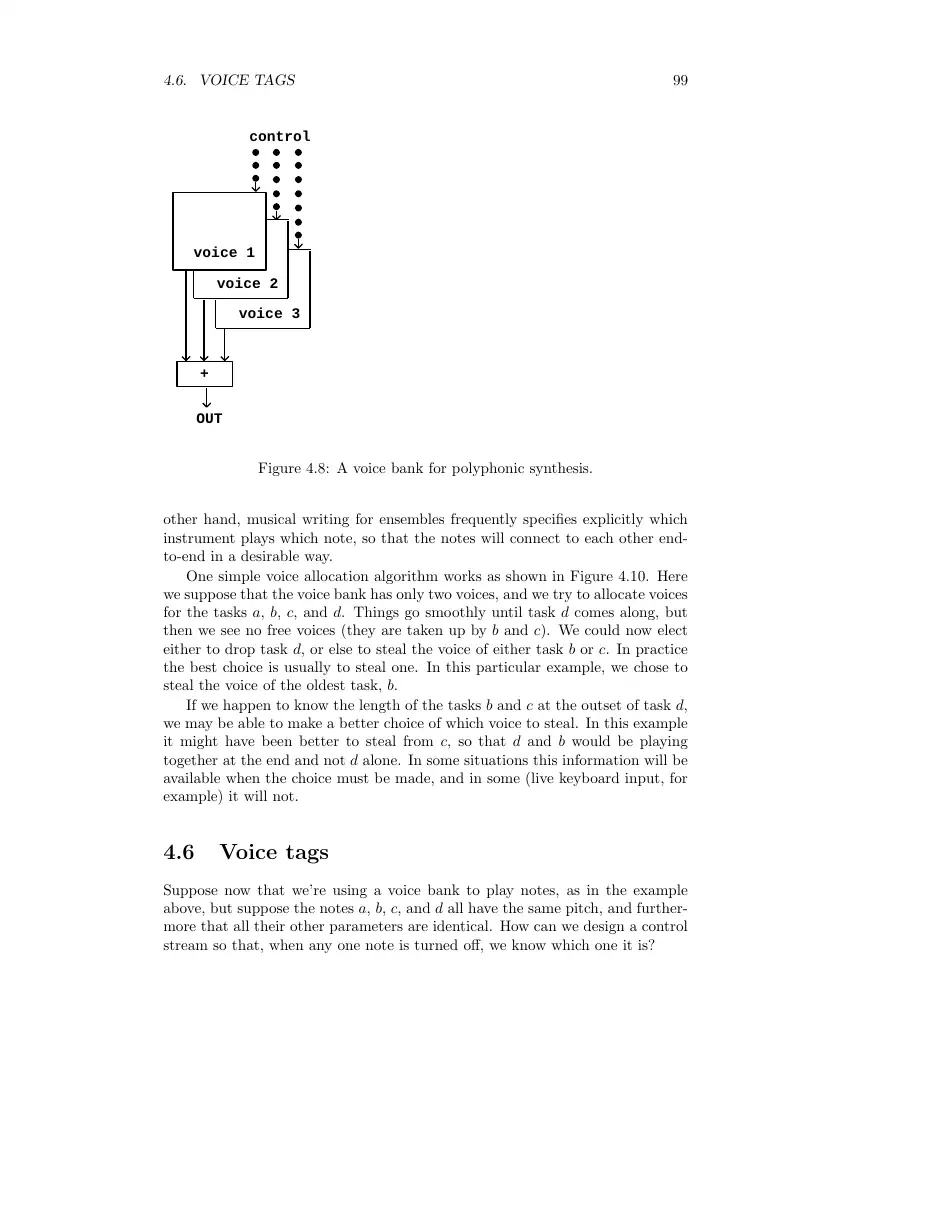 4.6. VOICE TAGS 99
control
voice 1
voice 2
voice 3
+
OUT
Figure 4.8: A voice bank for polyphonic synthesis.
other hand, musical writing for ensembles frequently specifies explicitly which
instrument plays which note, so that the notes will connect to each other end-
to-end in a desirable way.
One simple voice allocation algorithm works as shown in Figure 4.10. Here
we suppose that the voice bank has only two voices, and we try to allocate voices
for the tasks a, b, c, and d. Things go smoothly until task d comes along, but
then we see no free voices (they are taken up by b and c). We could now elect
either to drop task d, or else to steal the voice of either task b or c. In practice
the best choice is usually to steal one. In this particular example, we chose to
steal the voice of the oldest task, b.
If we happen to know the length of the tasks b and c at the outset of task d,
we may be able to make a better choice of which voice to steal. In this example
it might have been better to steal from c, so that d and b would be playing
together at the end and not d alone. In some situations this information will be
available when the choice must be made, and in some (live keyboard input, for
example) it will not.
4.6 Voice tags
Suppose now that we're using a voice bank to play notes, as in the example
above, but suppose the notes a, b, c, and d all have the same pitch, and further-
more that all their other parameters are identical. How can we design a control
stream so that, when any one note is turned off, we know which one it is?